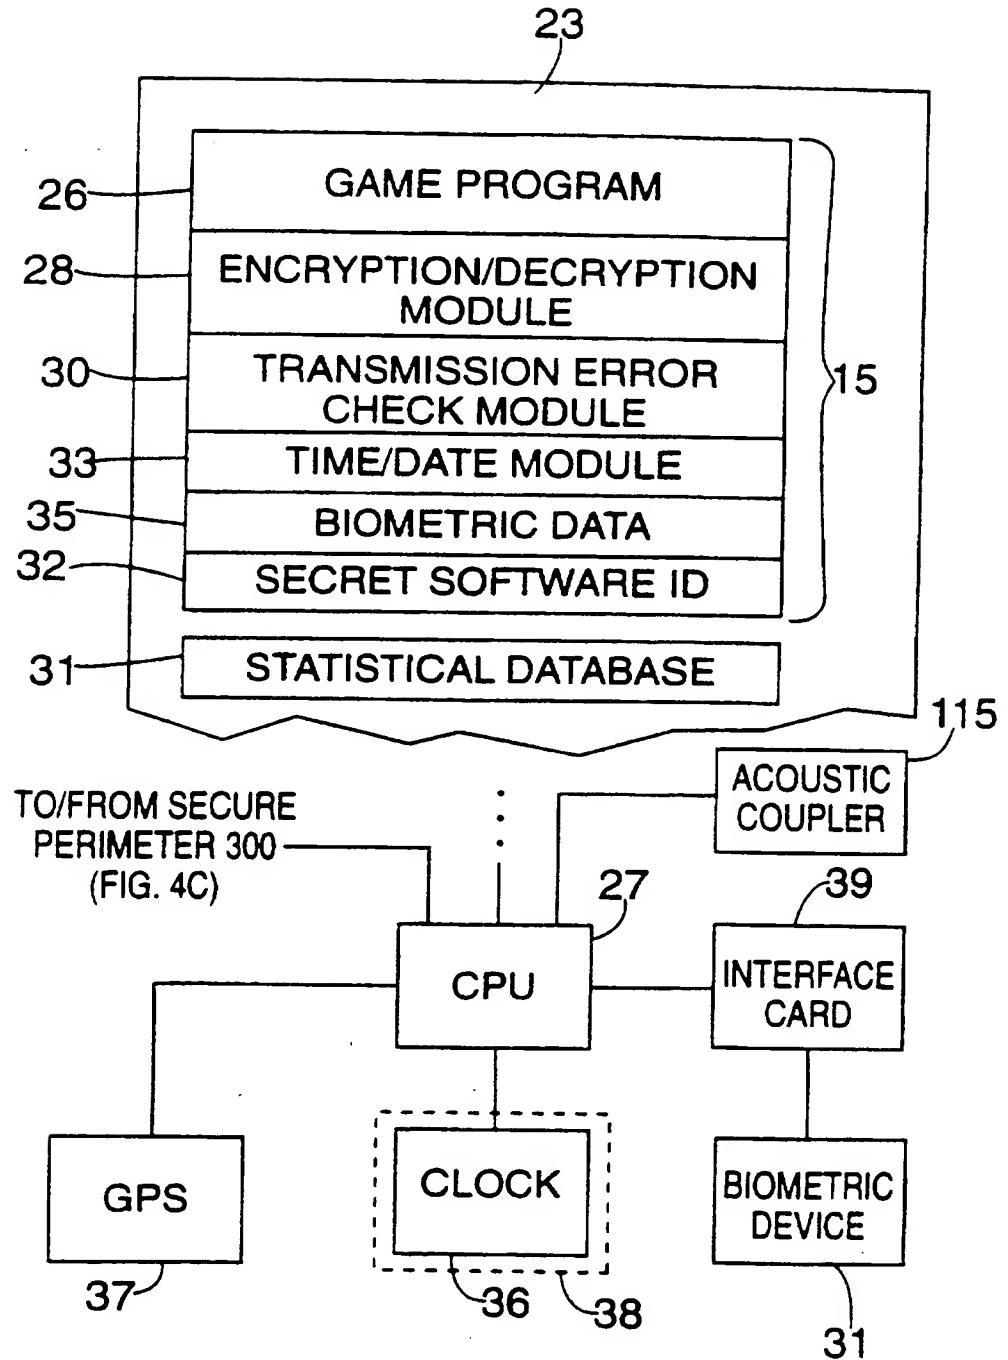 23
26
GAME PROGRAM
28
ENCRYPTION/DECRYPTION
MODULE
30
TRANSMISSION ERROR
CHECK MODULE
15
33
TIME/DATE MODULE
35
BIOMETRIC DATA
32
SECRET SOFTWARE ID
31
STATISTICAL DATABASE
115
ACOUSTIC
COUPLER
TO/FROM SECURE
PERIMETER 300
(FIG. 4C)
27
39
CPU
INTERFACE
CARD
GPS
CLOCK
BIOMETRIC
DEVICE
37
36
38
31